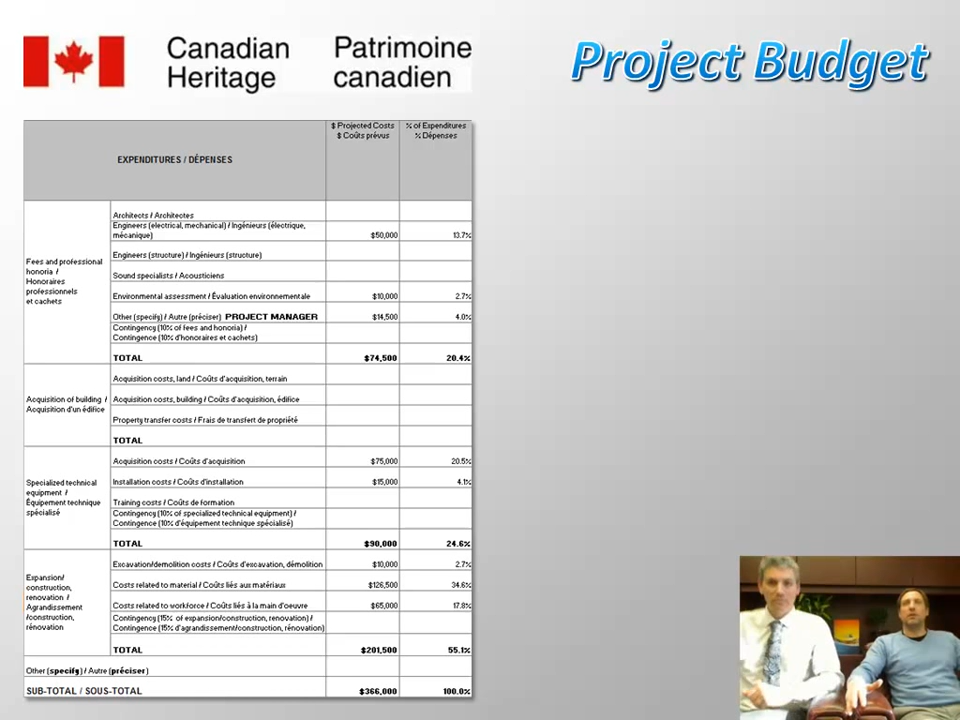 Canadian Patrimoine
Heritage canadien
Project Budget
EXPENDITURES / DÉPENSES
$ Projected Costs
$ Coûts prévus
% of Expenditures
% Dépenses
Fees and professional
honoria /
Honoraires
professionnels
et cachets
Architects / Architectes
Engineers (electrical, mechanical) / Ingénieurs (électrique,
mécanique) $50,000 13.7%
Engineers (structure) / Ingénieurs (structure)
Sound specialists / Acousticiens
Environmental assessment / Évaluation environnementale $10,000 2.7%
Other (specify) / Autre (préciser) PROJECT MANAGER $14,500 4.0%
Contingency (10% of fees and honoria) /
Contingence (10% d'honoraires et cachets)
TOTAL $74,500 20.4%
Acquisition of building /
Acquisition d'un édifice
Acquisition costs, land / Coûts d'acquisition, terrain
Acquisition costs, building / Coûts d'acquisition, édifice
Property transfer costs / Frais de transfert de propriété
TOTAL
Specialized technical
equipment /
Équipement technique
spécialisé
Acquisition costs / Coûts d'acquisition $75,000 20.5%
Installation costs / Coûts d'installation $15,000 4.1%
Training costs / Coûts de formation
Contingency (10% of specialized technical equipment) /
Contingence (10% d'équipement technique spécialisé)
TOTAL $90,000 24.6%
Expansion/
construction,
renovation /
Agrandissement
/construction,
rénovation
Excavation/demolition costs / Coûts d'excavation, démolition $10,000 2.7%
Costs related to material / Coûts liés aux matériaux $126,500 34.6%
Costs related to workforce / Coûts liés à la main d'oeuvre $65,000 17.8%
Contingency (15% of expansion/construction, renovation) /
Contingence (15% d'agrandissement/construction, rénovation)
TOTAL $201,500 55.1%
Other (specify) / Autre (préciser)
SUB-TOTAL / SOUS-TOTAL $366,000 100.0%